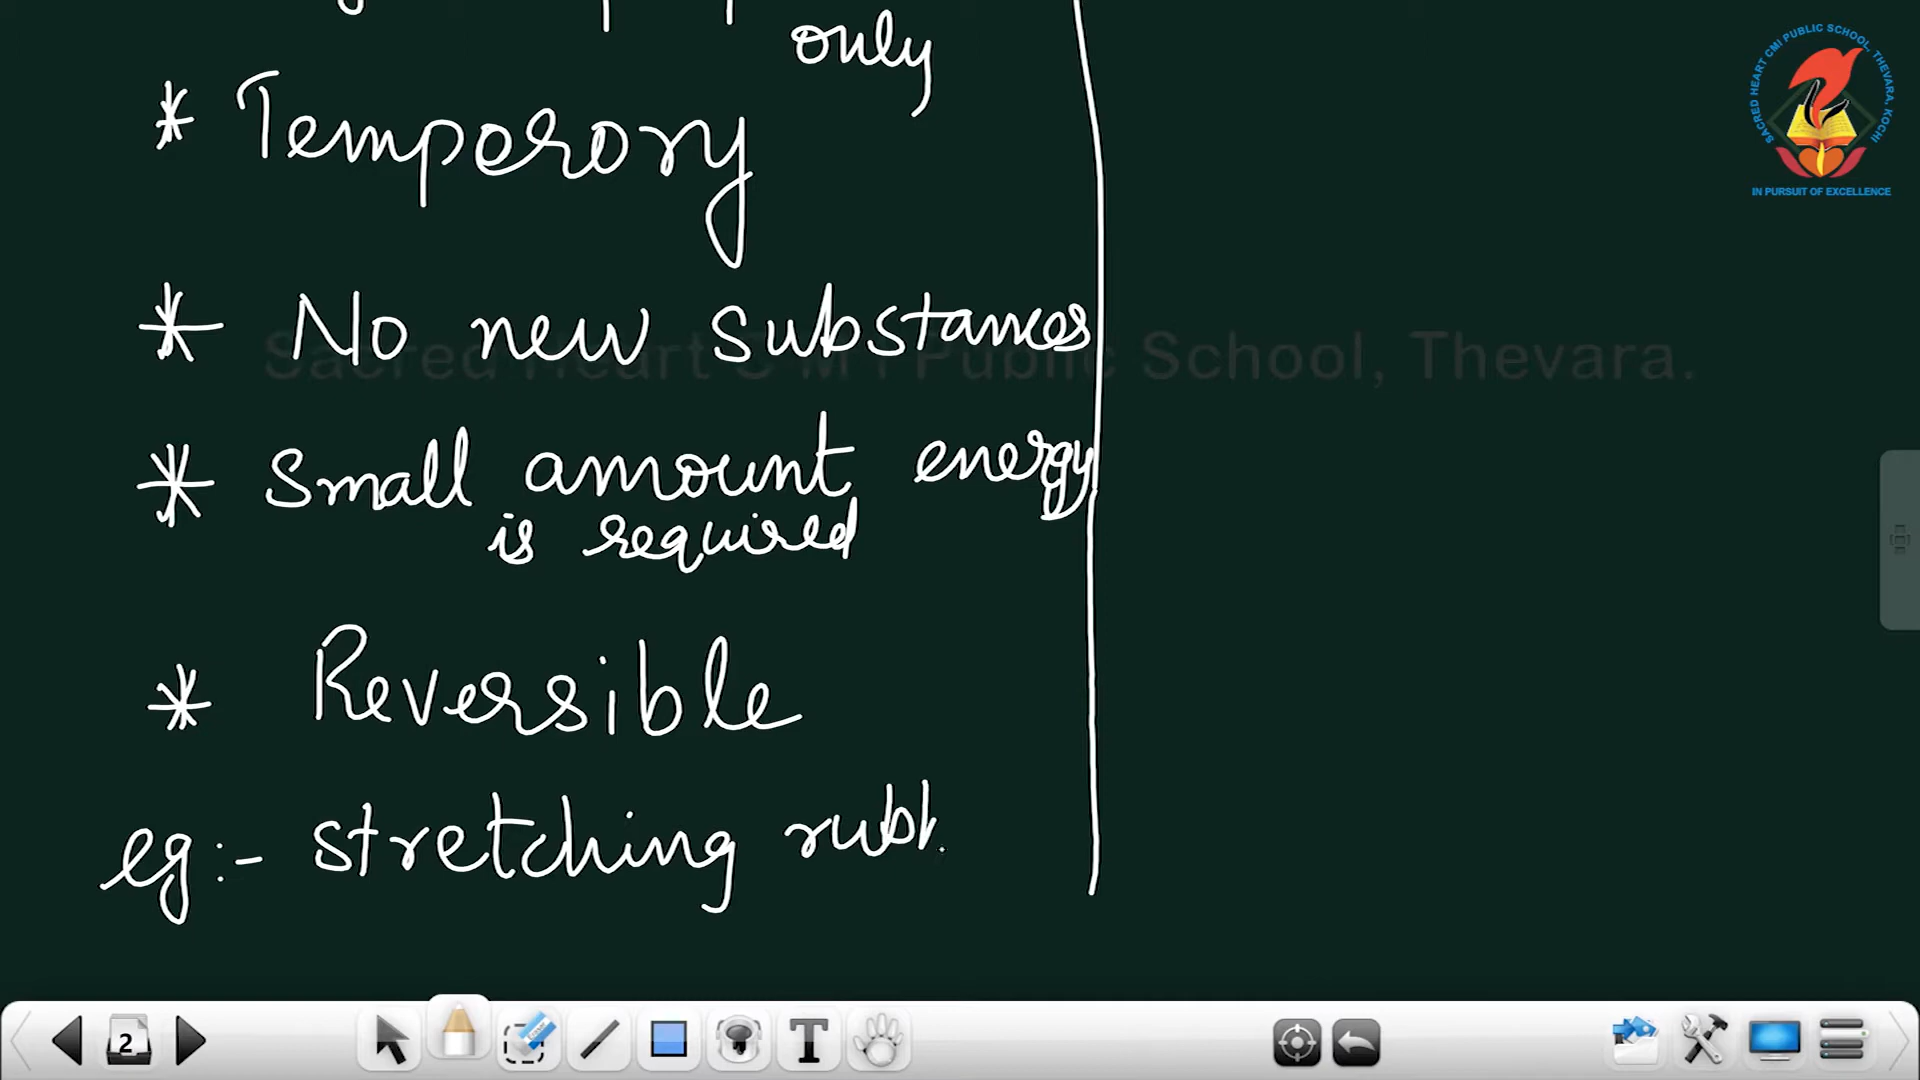 only
* Temporory
* No new substances
* Small amount energy
is required
* Reversible
eg:- stretching rubb
Sacred Heart C M I Public School, Thevara.
SACRED HEART CMI PUBLIC SCHOOL, THEVARA, KOCHI
IN PURSUIT OF EXCELLENCE
2
T